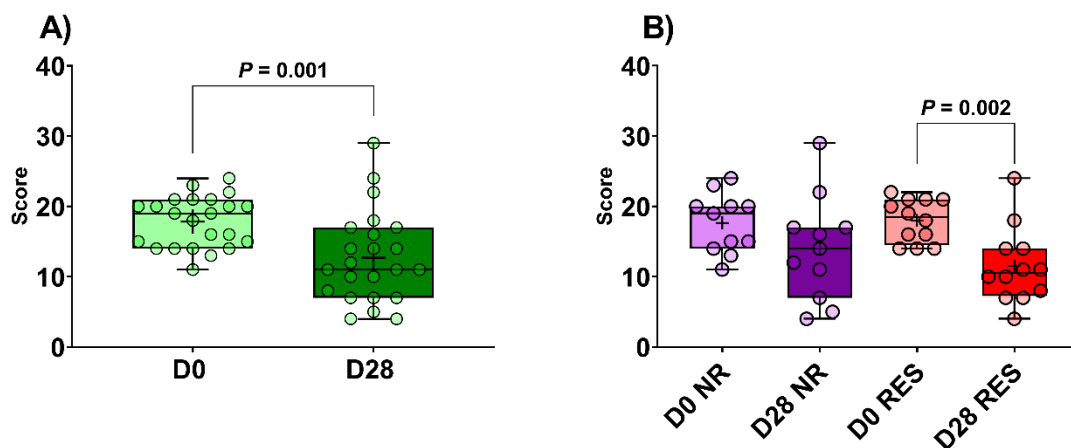 A)
40
30
20
10
0
Score
P = 0.001
D0
D28
B)
40
30
20
10
0
Score
P = 0.002
D0 NR
D28 NR
D0 RES
D28 RES